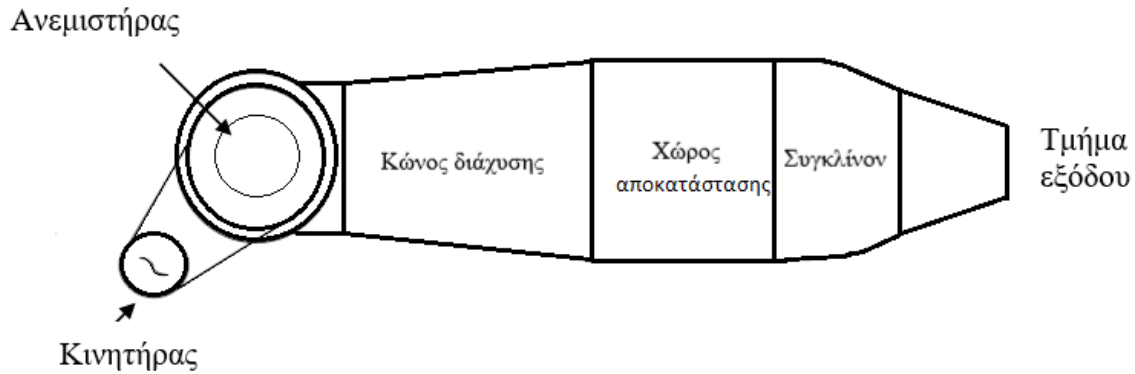 Ανεμιστήρας
Κώνος διάχυσης
Χώρος
αποκατάστασης
Συγκλίνον
Τμήμα
εξόδου
Κινητήρας